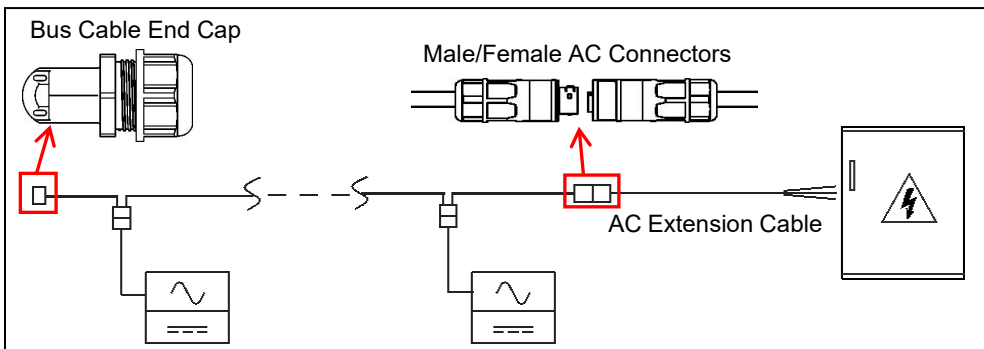 Bus Cable End Cap
Male/Female AC Connectors
AC Extension Cable